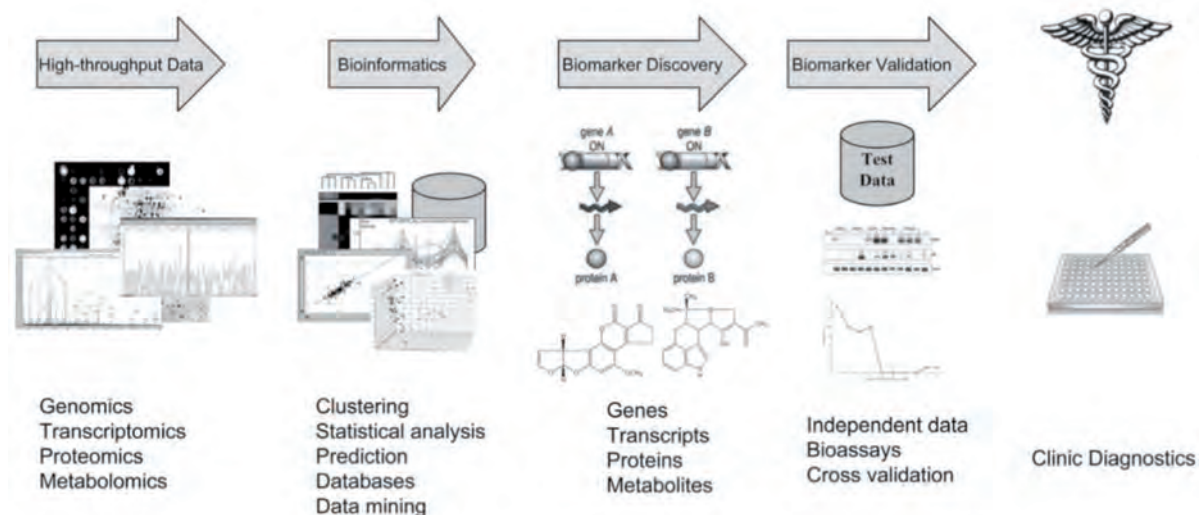 High-throughput Data
Bioinformatics
Biomarker Discovery
Biomarker Validation
gene A
ON
gene B
ON
protein A
protein B
Test
Data
OCH₃
Genomics
Transcriptomics
Proteomics
Metabolomics
Clustering
Statistical analysis
Prediction
Databases
Data mining
Genes
Transcripts
Proteins
Metabolites
Independent data
Bioassays
Cross validation
Clinic Diagnostics